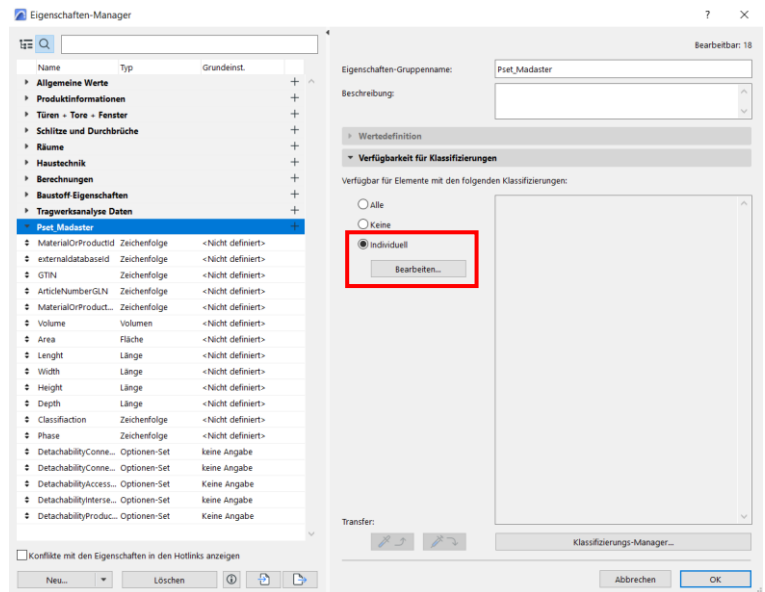 Eigenschaften-Manager
?
Bearbeitbar: 18
Name Typ Grundeinst.
Allgemeine Werte
Produktinformationen
Türen + Tore + Fenster
Schlitze und Durchbrüche
Räume
Haustechnik
Berechnungen
Baustoff-Eigenschaften
Tragwerksanalyse Daten
Pset_Madaster
MaterialOrProductId Zeichenfolge <Nicht definiert>
externaldatabaseId Zeichenfolge <Nicht definiert>
GTIN Zeichenfolge <Nicht definiert>
ArticleNumberGLN Zeichenfolge <Nicht definiert>
MaterialOrProduct... Zeichenfolge <Nicht definiert>
Volume Volumen <Nicht definiert>
Area Fläche <Nicht definiert>
Lenght Länge <Nicht definiert>
Width Länge <Nicht definiert>
Height Länge <Nicht definiert>
Depth Länge <Nicht definiert>
Classifiaction Zeichenfolge <Nicht definiert>
Phase Zeichenfolge <Nicht definiert>
DetachabilityConne... Optionen-Set keine Angabe
DetachabilityConne... Optionen-Set keine Angabe
DetachabilityAccess... Optionen-Set Keine Angabe
DetachabilityInterse... Optionen-Set keine Angabe
DetachabilityProduc... Optionen-Set Keine Angabe
Konflikte mit den Eigenschaften in den Hotlinks anzeigen
Neu... Löschen
Eigenschaften-Gruppenname: Pset_Madaster
Beschreibung:
Wertedefinition
Verfügbarkeit für Klassifizierungen
Verfügbar für Elemente mit den folgenden Klassifizierungen:
Alle
Keine
Individuell
Bearbeiten...
Transfer:
Klassifizierungs-Manager...
Abbrechen OK